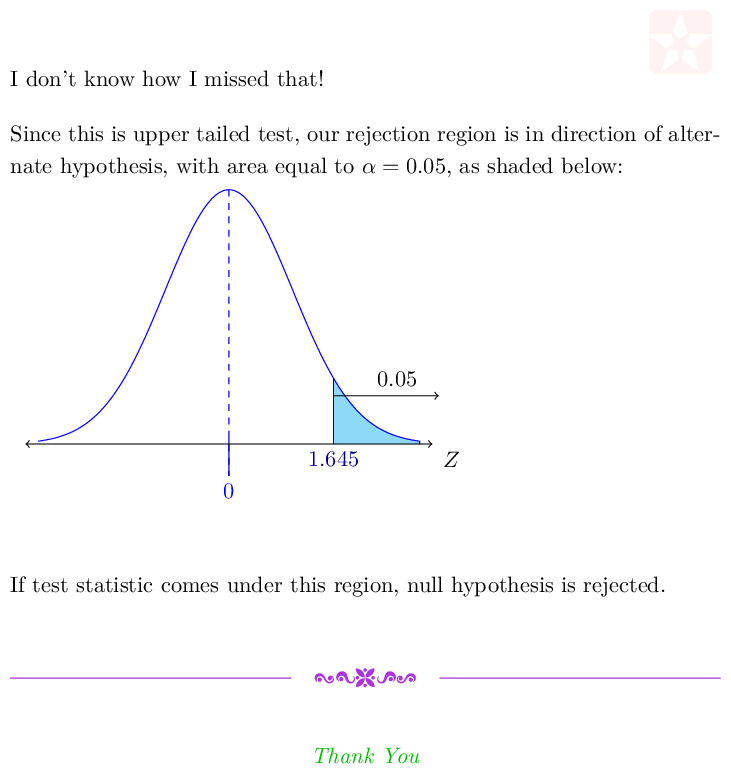 I don't know how I missed that!
Since this is upper tailed test, our rejection region is in direction of alter-
nate hypothesis, with area equal to α = 0.05, as shaded below:
0.05
1.645
Z
0
If test statistic comes under this region, null hypothesis is rejected.
Thank You